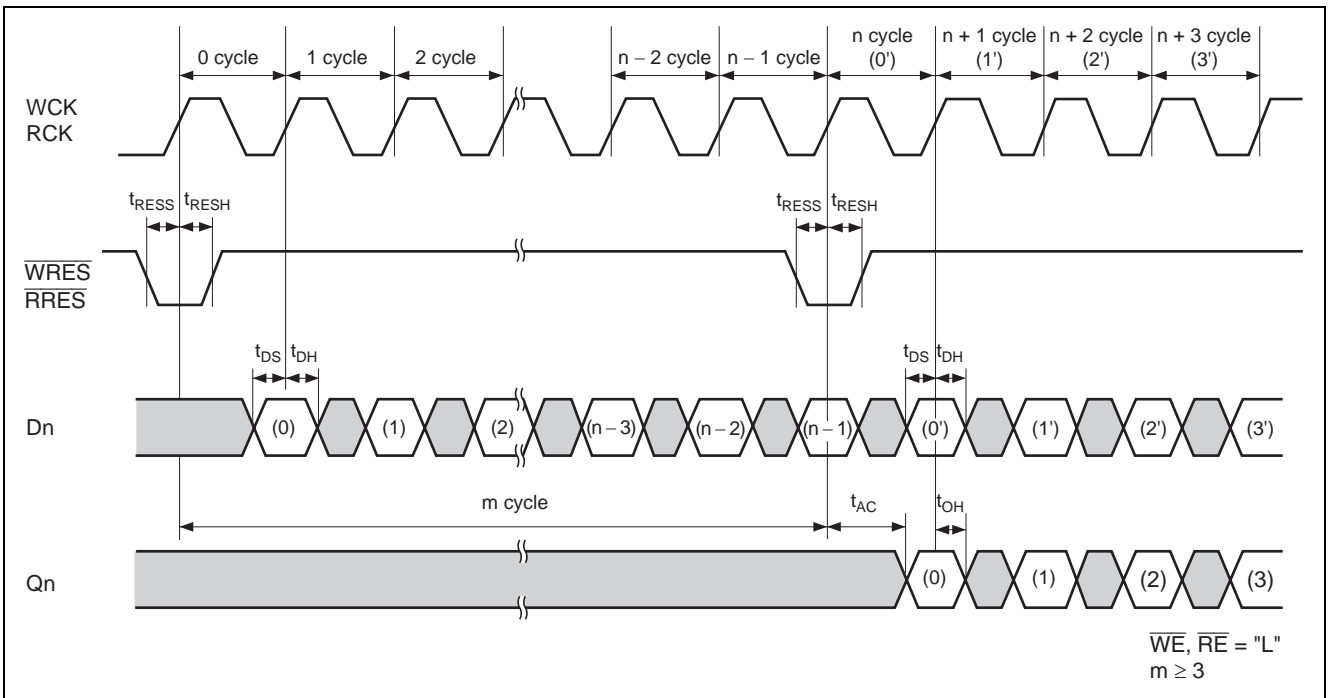 0 cycle 1 cycle 2 cycle n – 2 cycle n – 1 cycle n cycle (0') n + 1 cycle (1') n + 2 cycle (2') n + 3 cycle (3')
WCK
RCK
tRESS tRESH tRESS tRESH
WRES
RRES
tDS tDH tDS tDH
Dn (0) (1) (2) (n – 3) (n – 2) (n – 1) (0') (1') (2') (3')
m cycle tAC tOH
Qn (0) (1) (2) (3)
WE, RE = "L"
m ≥ 3